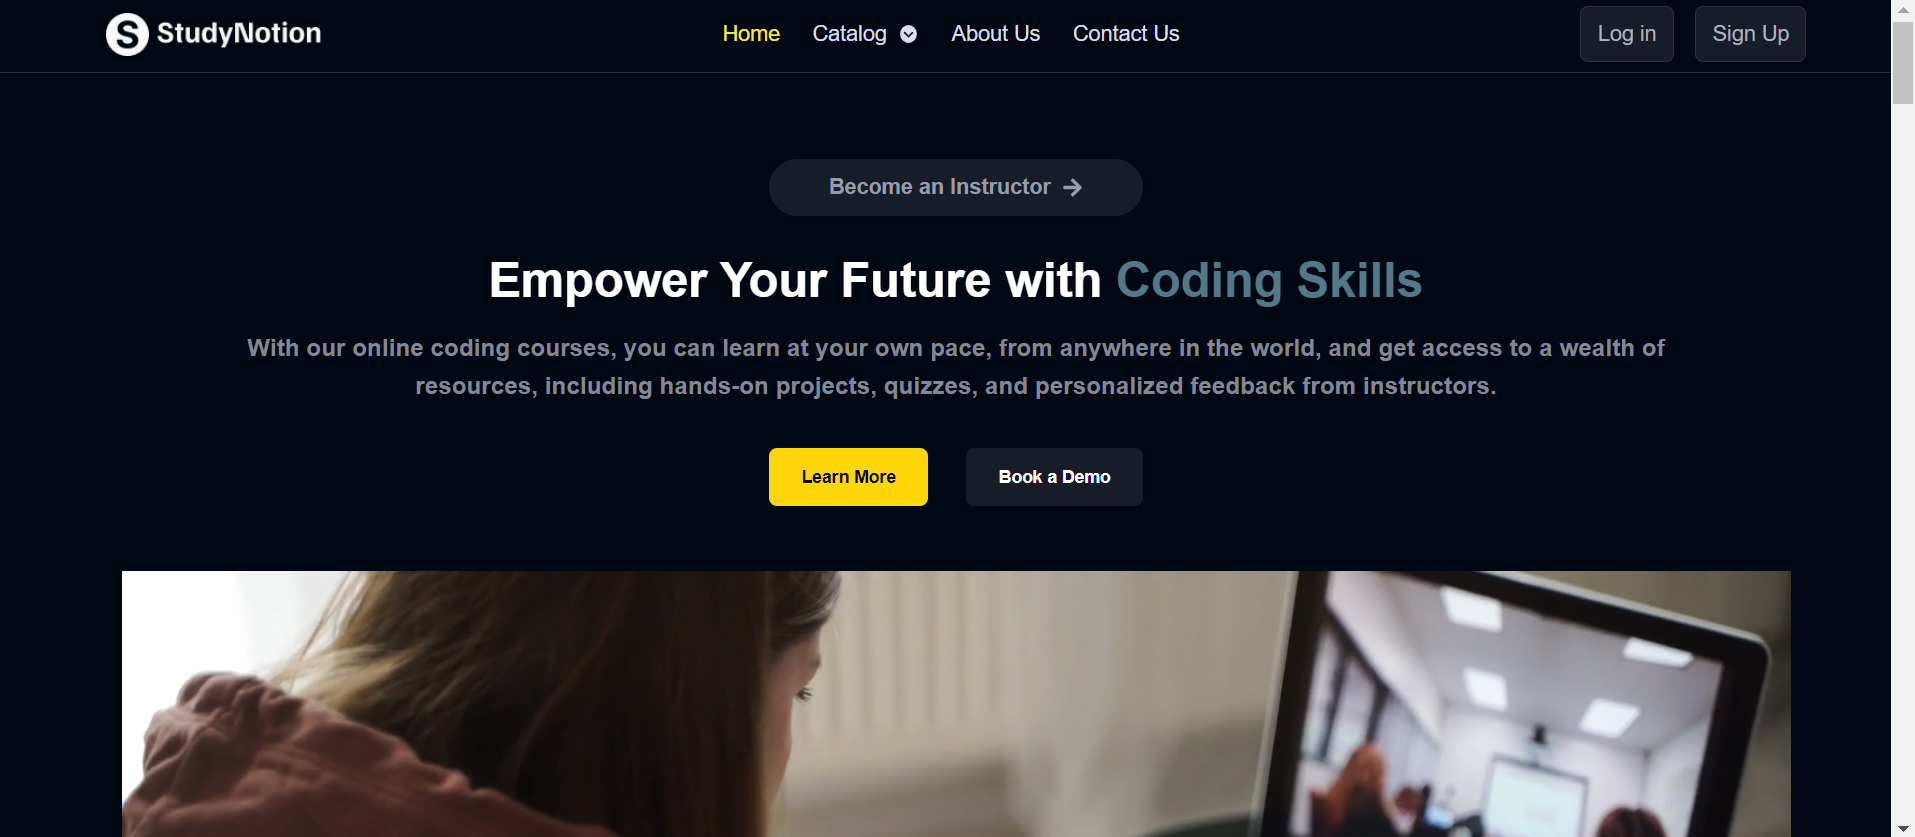 S StudyNotion
Home Catalog About Us Contact Us
Log in Sign Up
Become an Instructor
Empower Your Future with Coding Skills
With our online coding courses, you can learn at your own pace, from anywhere in the world, and get access to a wealth of
resources, including hands-on projects, quizzes, and personalized feedback from instructors.
Learn More Book a Demo